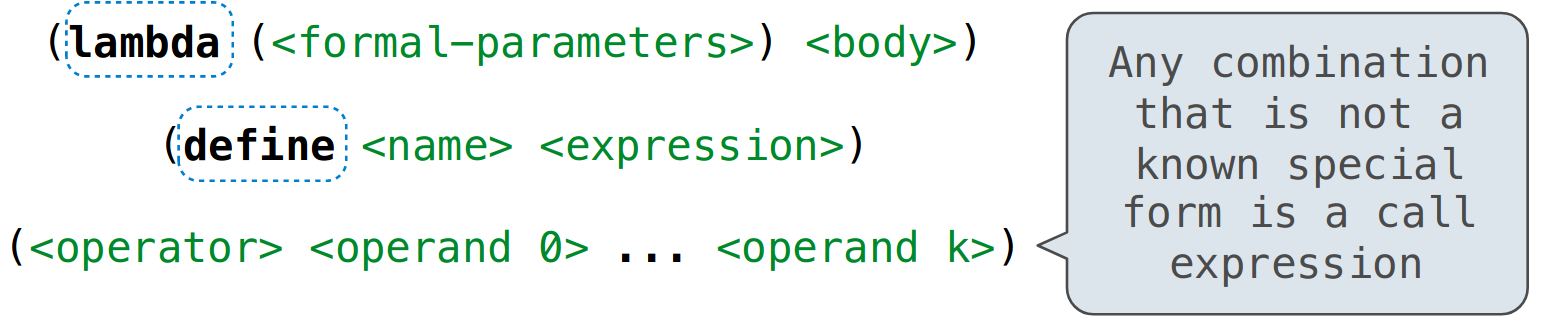 (lambda (<formal-parameters>) <body>)
(define <name> <expression>)
(<operator> <operand 0> ... <operand k>)
Any combination
that is not a
known special
form is a call
expression